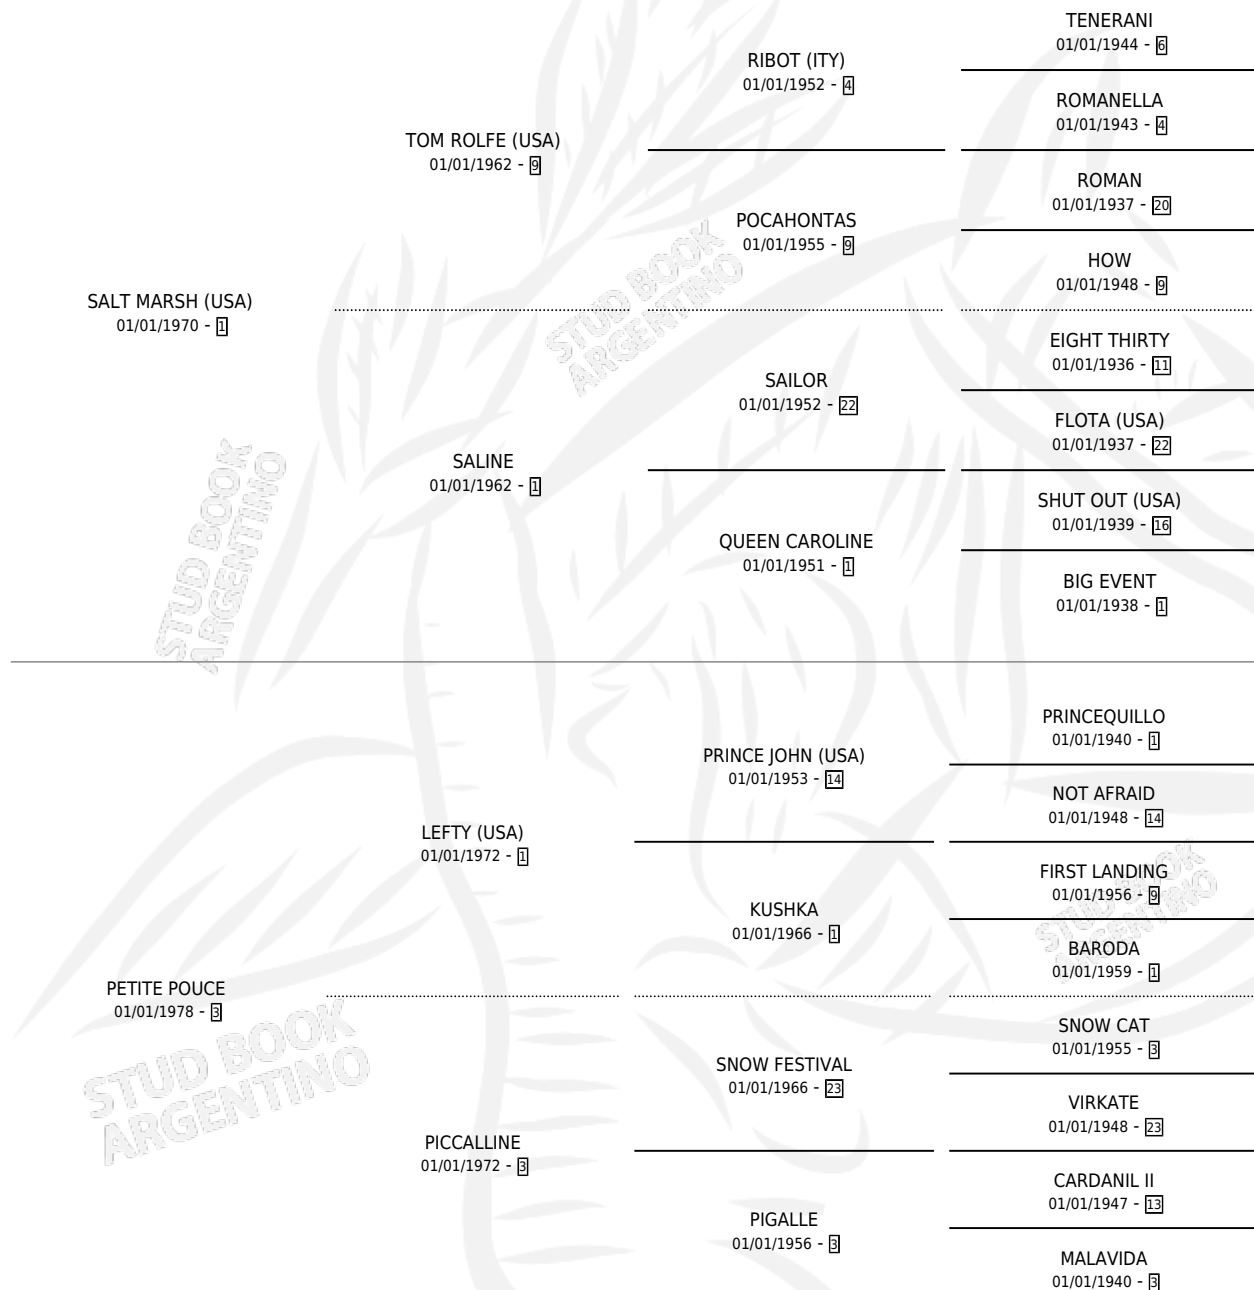 TENERANI
01/01/1944 - 6
RIBOT (ITY)
01/01/1952 - 4
ROMANELLA
01/01/1943 - 4
TOM ROLFE (USA)
01/01/1962 - 9
ROMAN
01/01/1937 - 20
POCAHONTAS
01/01/1955 - 9
HOW
01/01/1948 - 9
SALT MARSH (USA)
01/01/1970 - 1
EIGHT THIRTY
01/01/1936 - 11
SAILOR
01/01/1952 - 22
FLOTA (USA)
01/01/1937 - 22
SALINE
01/01/1962 - 1
SHUT OUT (USA)
01/01/1939 - 16
QUEEN CAROLINE
01/01/1951 - 1
BIG EVENT
01/01/1938 - 1
PRINCEQUILLO
01/01/1940 - 1
PRINCE JOHN (USA)
01/01/1953 - 14
NOT AFRAID
01/01/1948 - 14
LEFTY (USA)
01/01/1972 - 1
FIRST LANDING
01/01/1956 - 9
KUSHKA
01/01/1966 - 1
BARODA
01/01/1959 - 1
PETITE POUCE
01/01/1978 - 3
SNOW CAT
01/01/1955 - 3
SNOW FESTIVAL
01/01/1966 - 23
VIRKATE
01/01/1948 - 23
PICCALLINE
01/01/1972 - 3
CARDANIL II
01/01/1947 - 13
PIGALLE
01/01/1956 - 3
MALAVIDA
01/01/1940 - 3
STUD BOOK
ARGENTINO
STUD BOOK
ARGENTINO
STUD BOOK
ARGENTINO
STUD BOOK
ARGENTINO